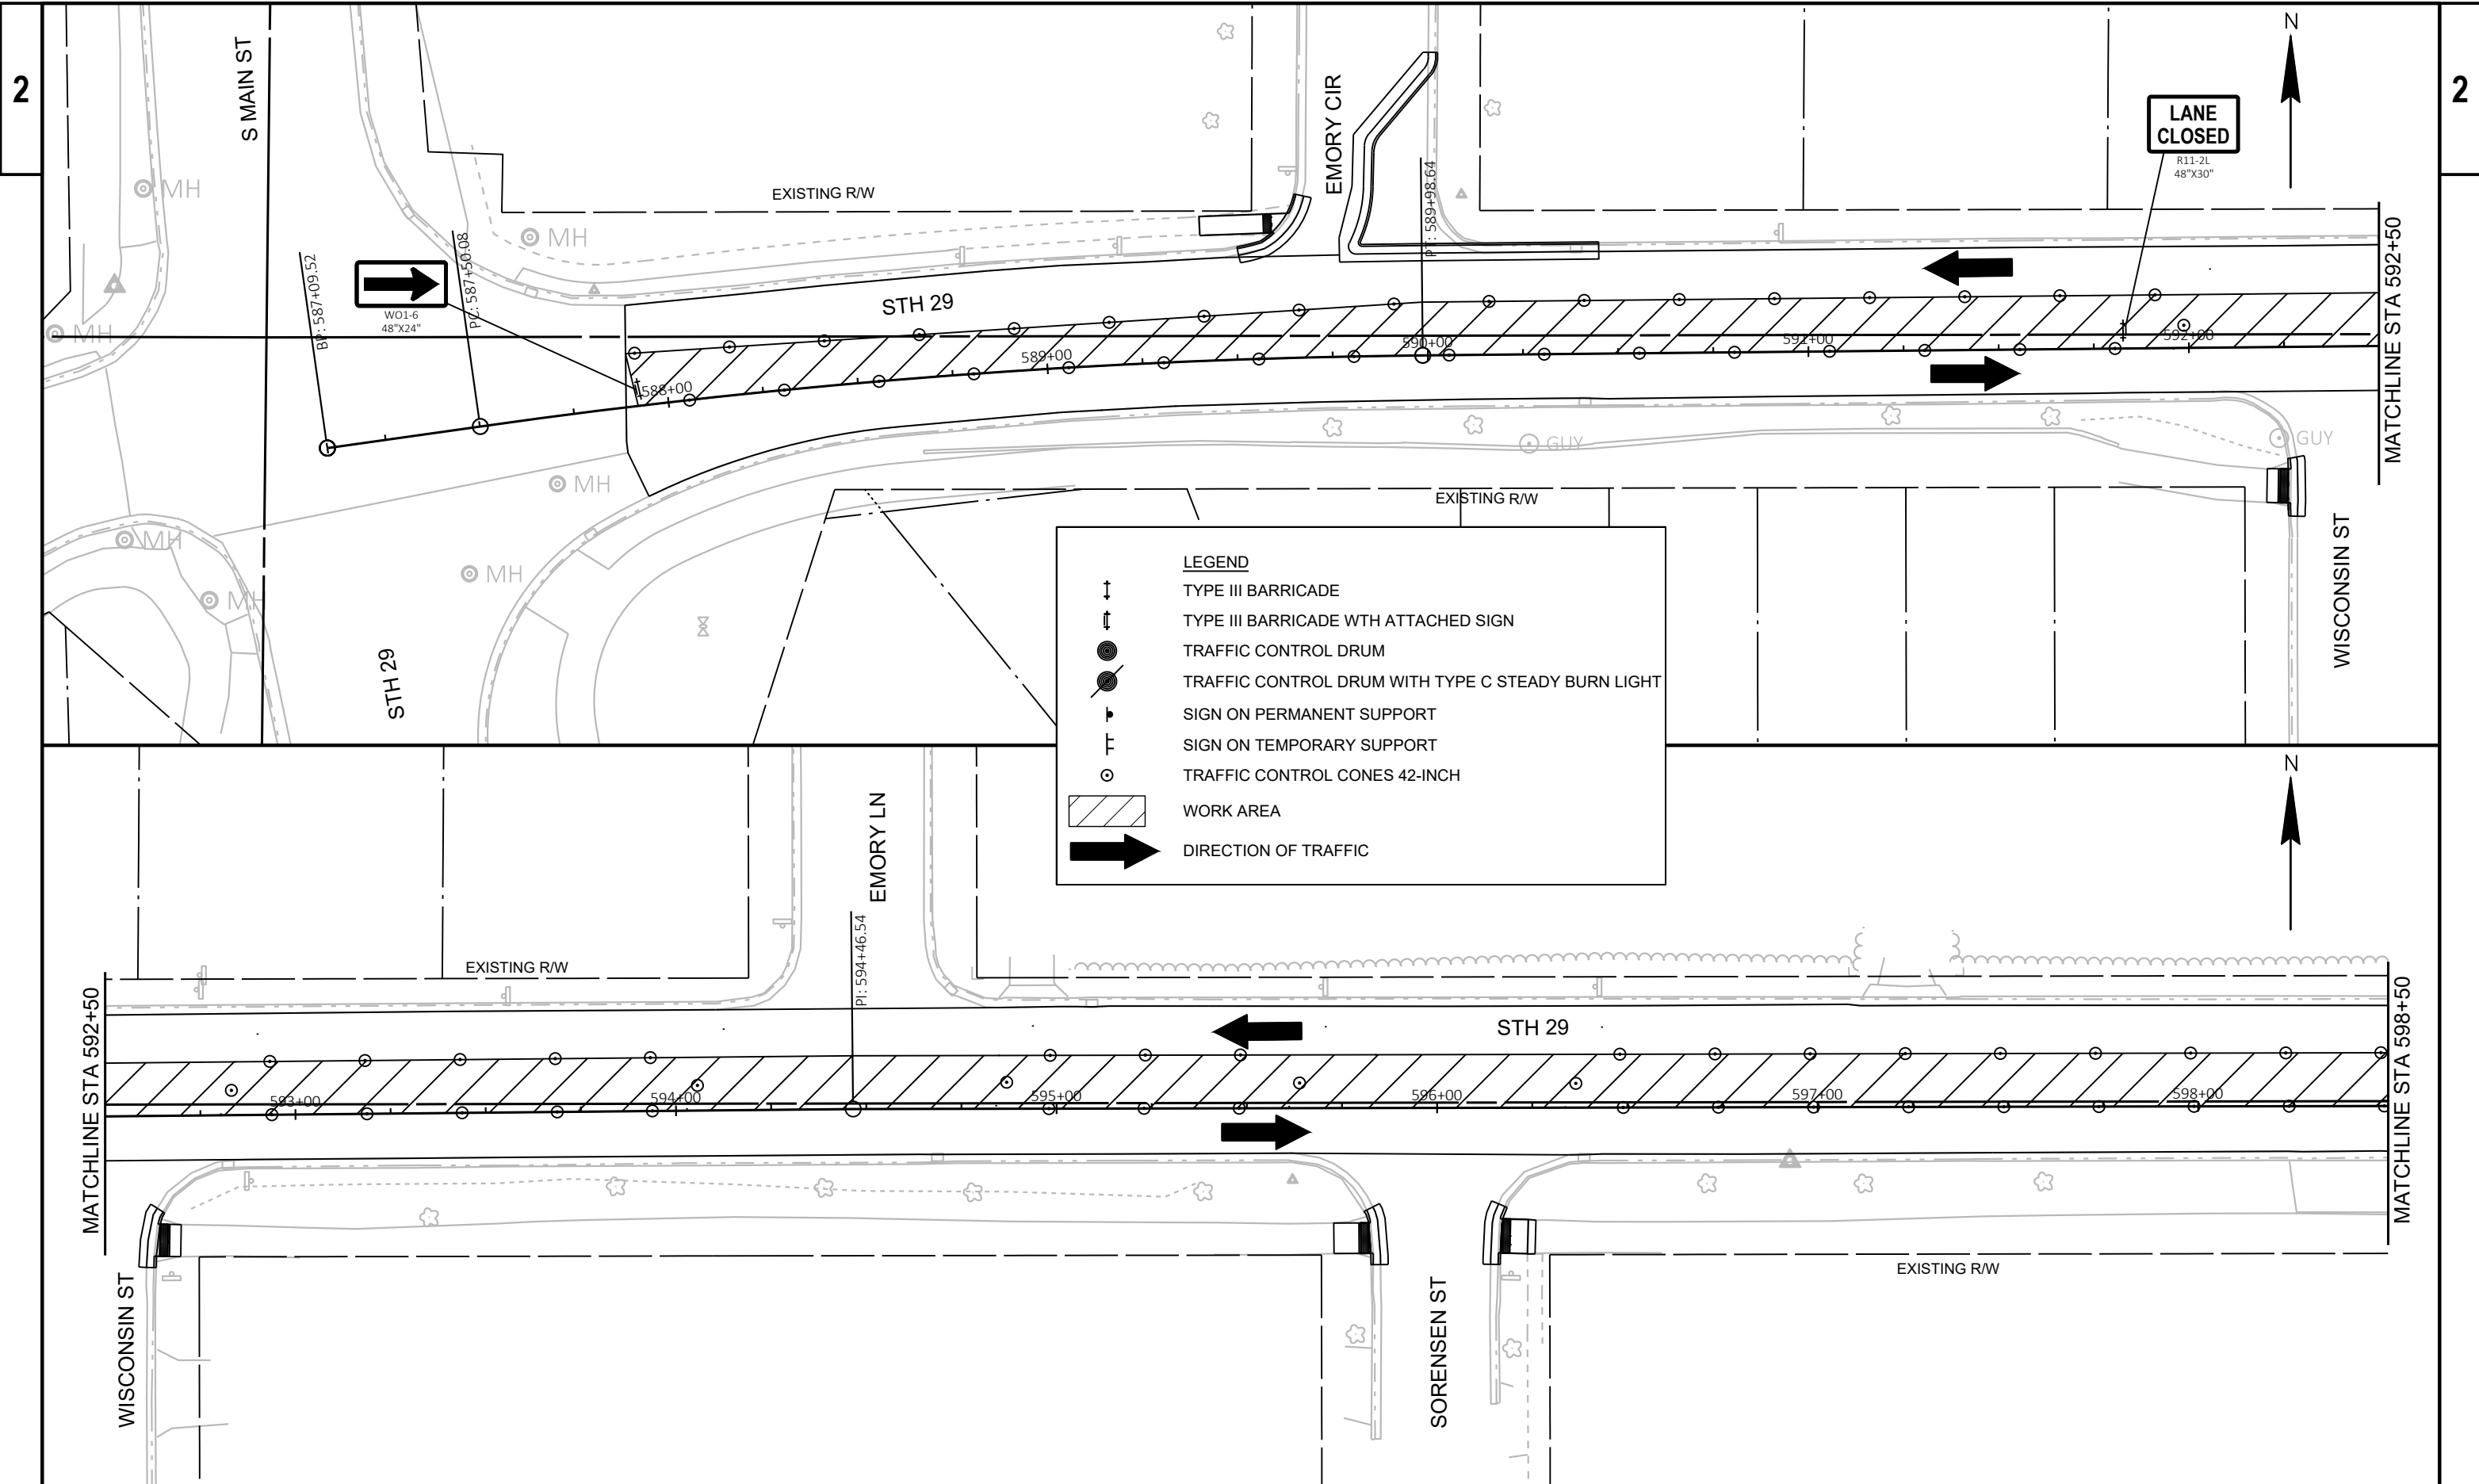 2
2
S MAIN ST
EMORY CIR
N
LANE
CLOSED
R11-2L
48"X30"
EXISTING R/W
MH
MH
MH
BP: 587+09.52
PC: 587+50.08
PT: 589+98.64
WO1-6
48"X24"
STH 29
588+00
589+00
590+00
591+00
592+00
MATCHLINE STA 592+50
GUY
GUY
EXISTING R/W
MH
MH
MH
MH
STH 29
WISCONSIN ST
LEGEND
TYPE III BARRICADE
TYPE III BARRICADE WTH ATTACHED SIGN
TRAFFIC CONTROL DRUM
TRAFFIC CONTROL DRUM WITH TYPE C STEADY BURN LIGHT
SIGN ON PERMANENT SUPPORT
SIGN ON TEMPORARY SUPPORT
TRAFFIC CONTROL CONES 42-INCH
WORK AREA
DIRECTION OF TRAFFIC
N
EMORY LN
EXISTING R/W
PI: 594+46.54
STH 29
MATCHLINE STA 592+50
593+00
594+00
595+00
596+00
597+00
598+00
MATCHLINE STA 598+50
EXISTING R/W
WISCONSIN ST
SORENSEN ST